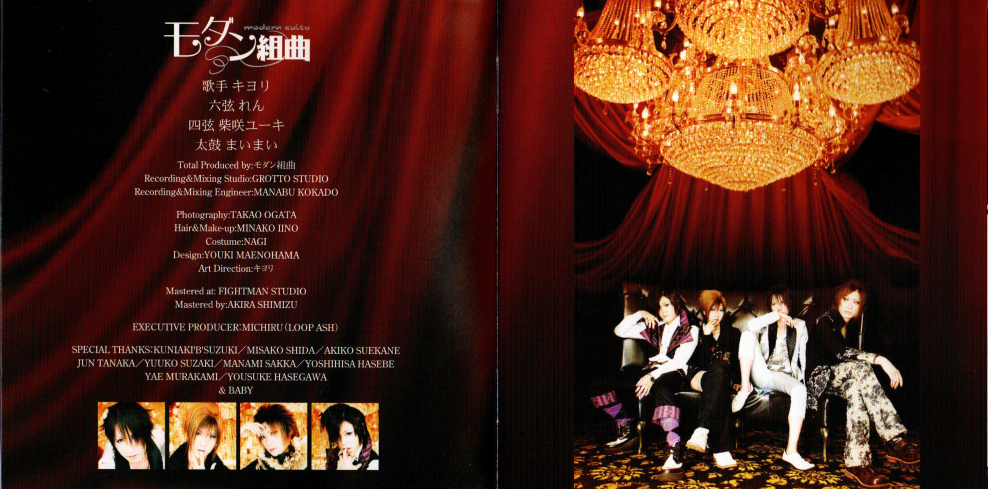 モダン組曲
modern suite
歌手 キヨリ
六弦 れん
四弦 柴咲ユーキ
太鼓 まいまい
Total Produced by:モダン組曲
Recording&Mixing Studio:GROTTO STUDIO
Recording&Mixing Engineer:MANABU KOKADO
Photography:TAKAO OGATA
Hair&Make-up:MINAKO IINO
Costume:NAGI
Design:YOUKI MAENOHAMA
Art Direction:キヨリ
Mastered at: FIGHTMAN STUDIO
Mastered by:AKIRA SHIMIZU
EXECUTIVE PRODUCER:MICHIRU(LOOP ASH)
SPECIAL THANKS:KUNIAKI'B'SUZUKI／MISAKO SHIDA／AKIKO SUEKANE
JUN TANAKA／YUUKO SUZAKI／MANAMI SAKKA／YOSHIHISA HASEBE
YAE MURAKAMI／YOUSUKE HASEGAWA
& BABY